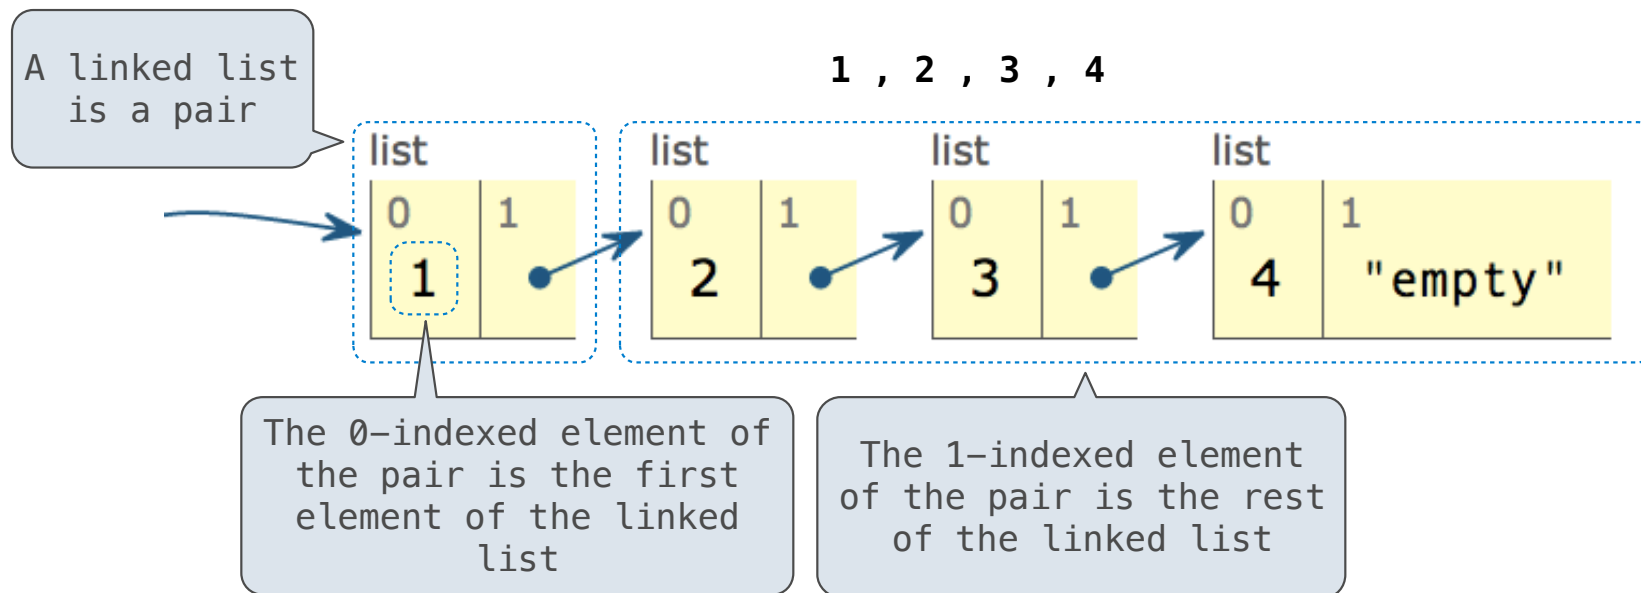 A linked list
is a pair
1 , 2 , 3 , 4
list
0 1
1
list
0 1
2
list
0 1
3
list
0 1
4 "empty"
The 0-indexed element of
the pair is the first
element of the linked
list
The 1-indexed element
of the pair is the rest
of the linked list